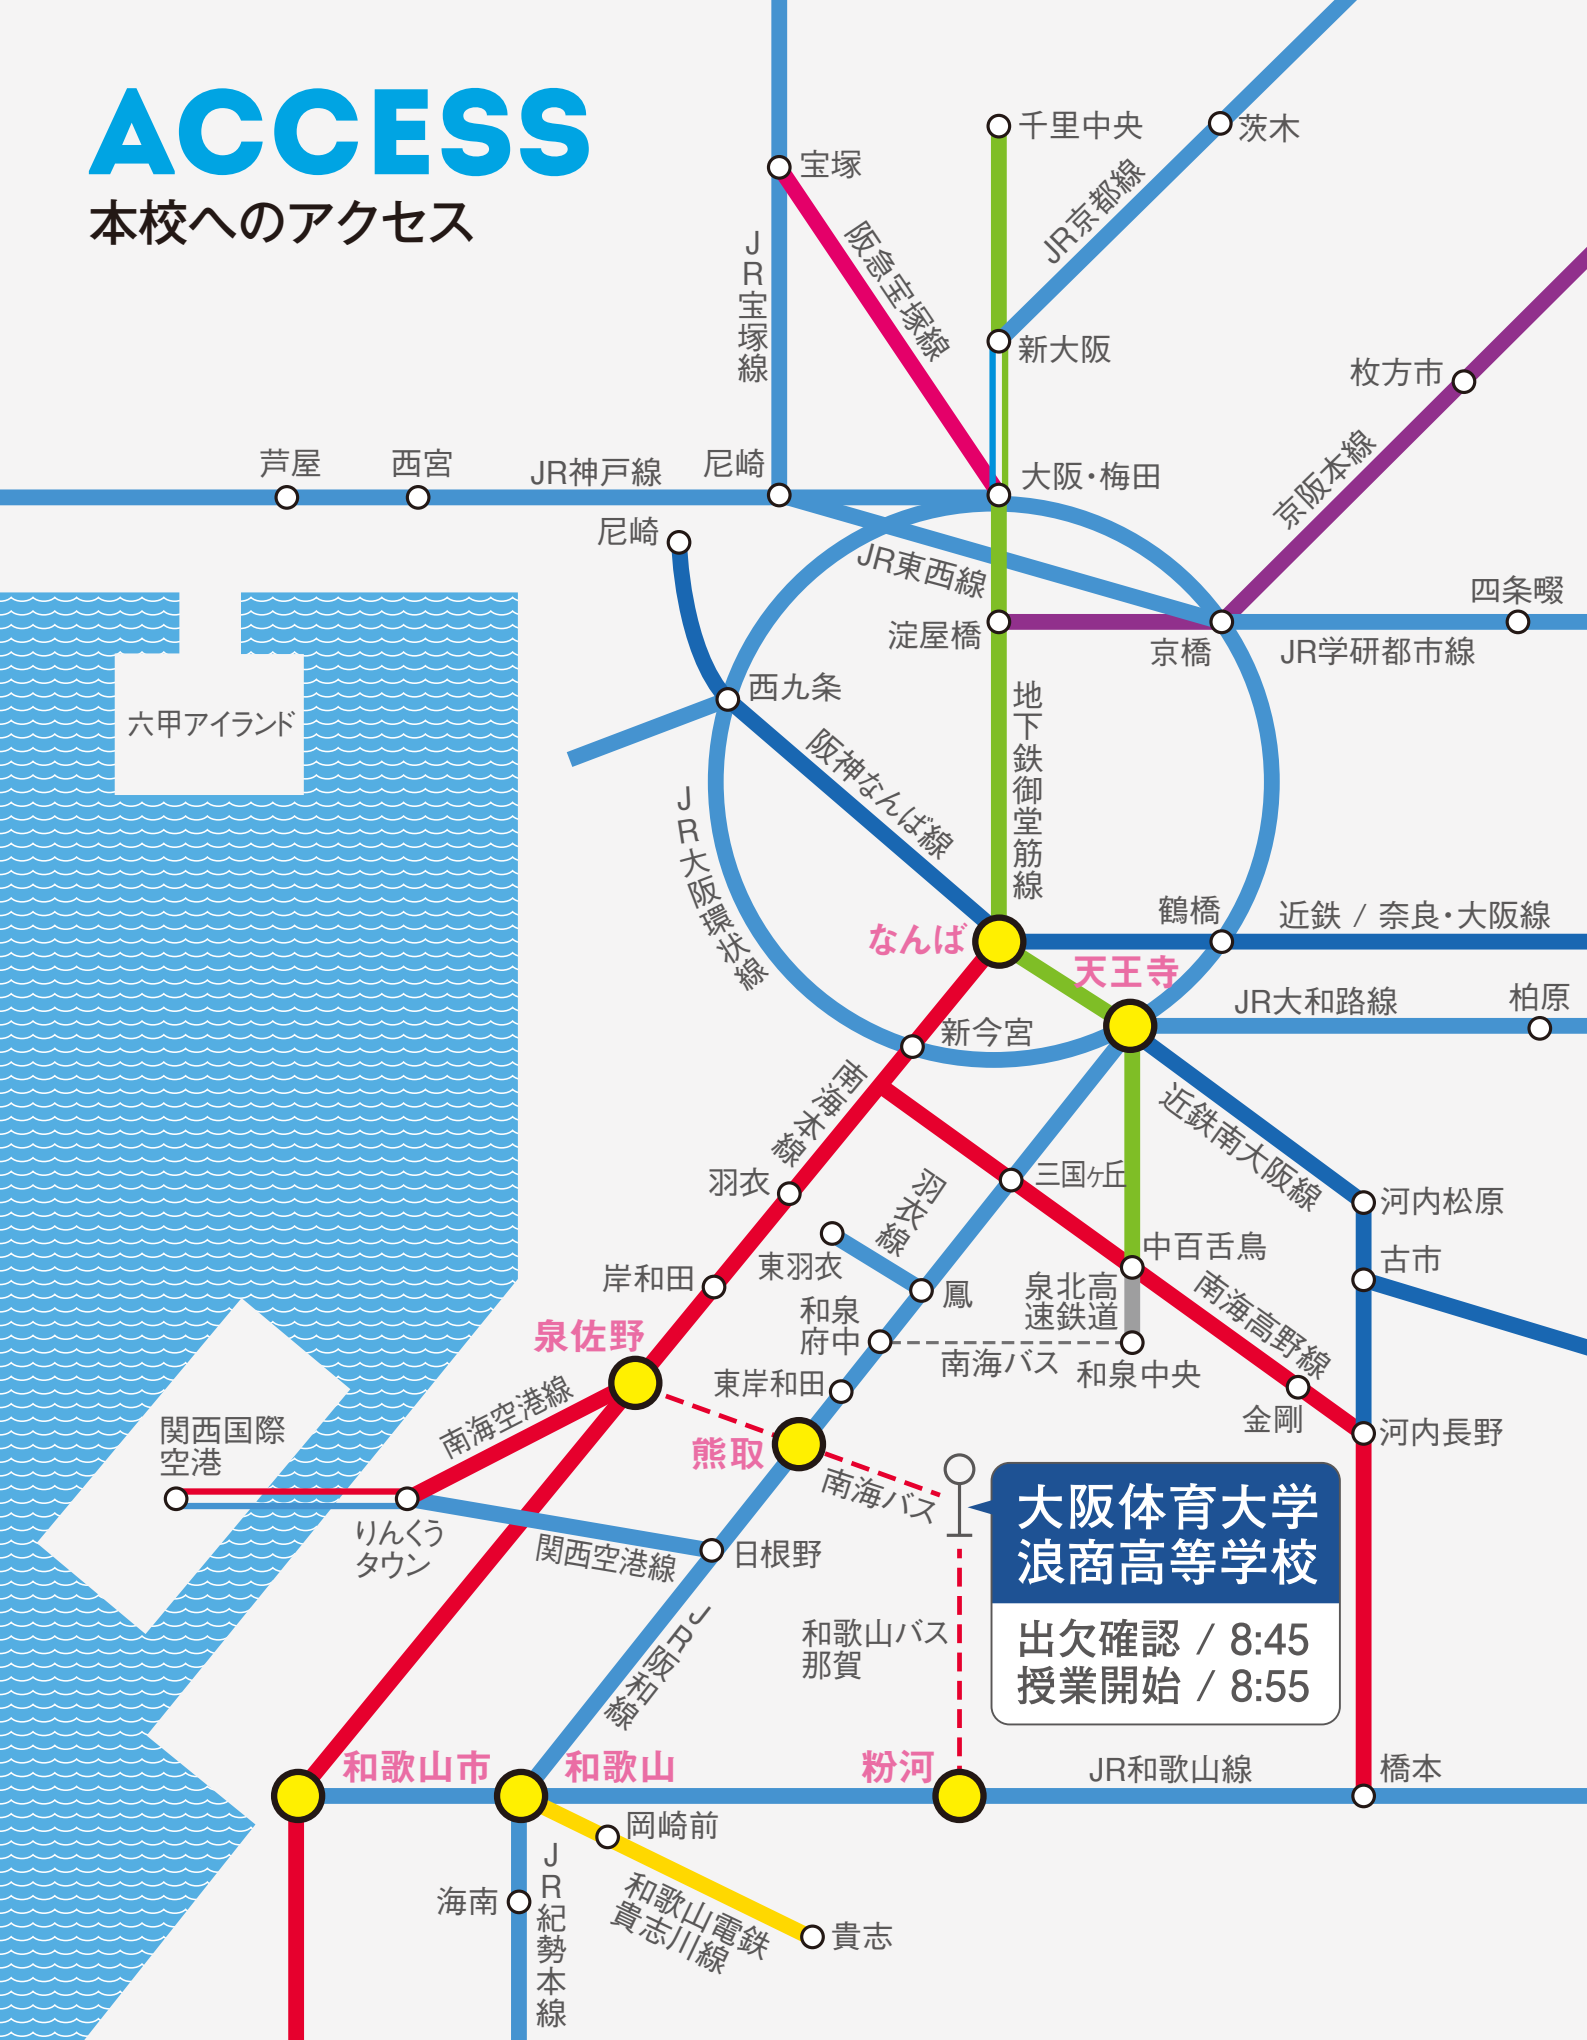 ACCESS
本校へのアクセス
千里中央
茨木
宝塚
JR京都線
阪急宝塚線
JR宝塚線
新大阪
枚方市
芦屋
西宮
JR神戸線
尼崎
大阪・梅田
京阪本線
尼崎
JR東西線
四条畷
淀屋橋
京橋
JR学研都市線
六甲アイランド
西九条
地下鉄御堂筋線
阪神なんば線
JR大阪環状線
鶴橋
近鉄 / 奈良・大阪線
なんば
天王寺
JR大和路線
柏原
新今宮
南海本線
近鉄南大阪線
羽衣
羽衣線
三国ヶ丘
河内松原
東羽衣
中百舌鳥
古市
岸和田
鳳
泉北高
速鉄道
和泉
府中
南海高野線
泉佐野
南海バス
和泉中央
東岸和田
金剛
関西国際
空港
南海空港線
熊取
河内長野
南海バス
りんくう
タウン
関西空港線
日根野
大阪体育大学
浪商高等学校
出欠確認 / 8:45
授業開始 / 8:55
JR阪和線
和歌山バス
那賀
和歌山市
和歌山
粉河
JR和歌山線
橋本
岡崎前
海南
JR紀勢本線
和歌山電鉄
貴志川線
貴志